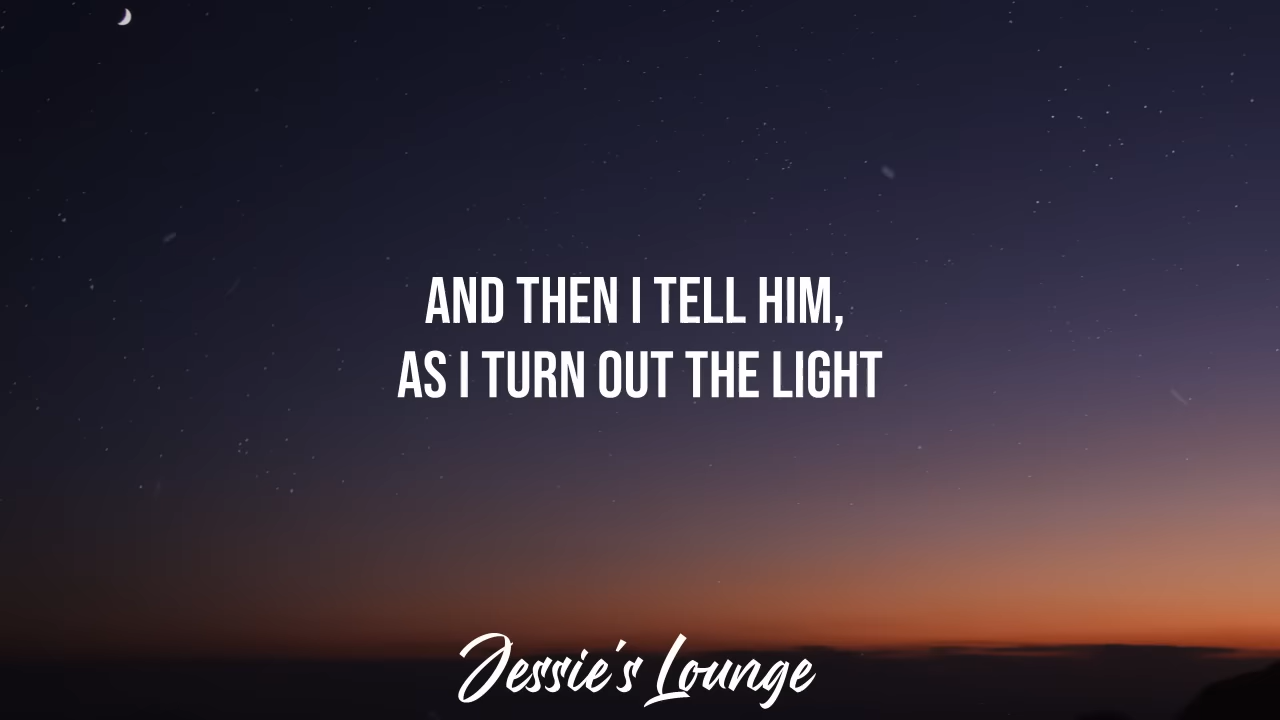 AND THEN I TELL HIM,
AS I TURN OUT THE LIGHT
Jessie's Lounge